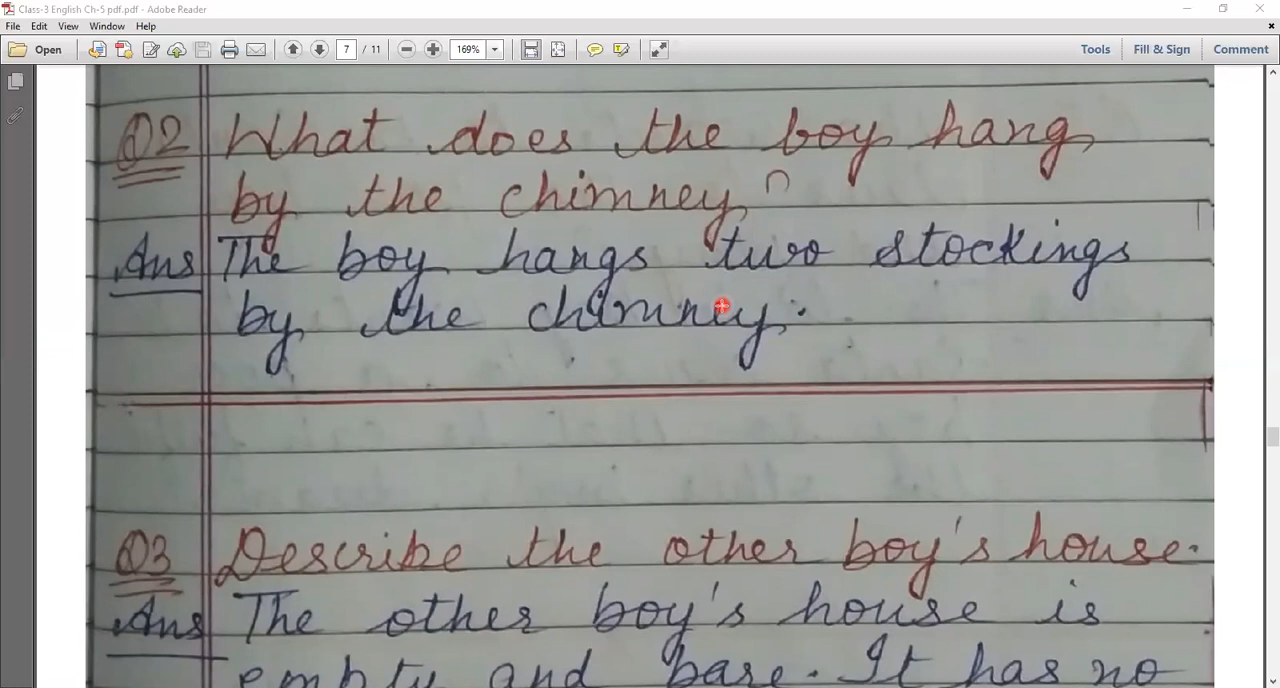 Class-3 English Ch-5 pdf.pdf - Adobe Reader
File Edit View Window Help
Open 7 / 11 169% Tools Fill & Sign Comment
Q2 What does the boy hang
by the chimney?
Ans The boy hangs two stockings
by the chimney.
Q3 Describe the other boy's house.
Ans The other boy's house is
empty and bare. It has no